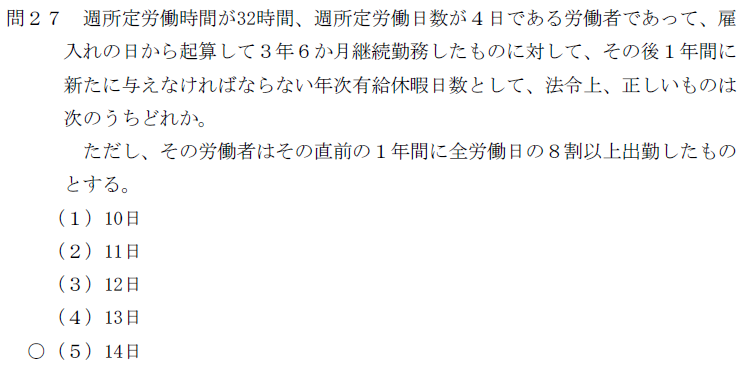 問２７　週所定労働時間が32時間、週所定労働日数が４日である労働者であって、雇
入れの日から起算して３年６か月継続勤務したものに対して、その後１年間に
新たに与えなければならない年次有給休暇日数として、法令上、正しいものは
次のうちどれか。
ただし、その労働者はその直前の１年間に全労働日の８割以上出勤したもの
とする。
（１）10日
（２）11日
（３）12日
（４）13日
○（５）14日